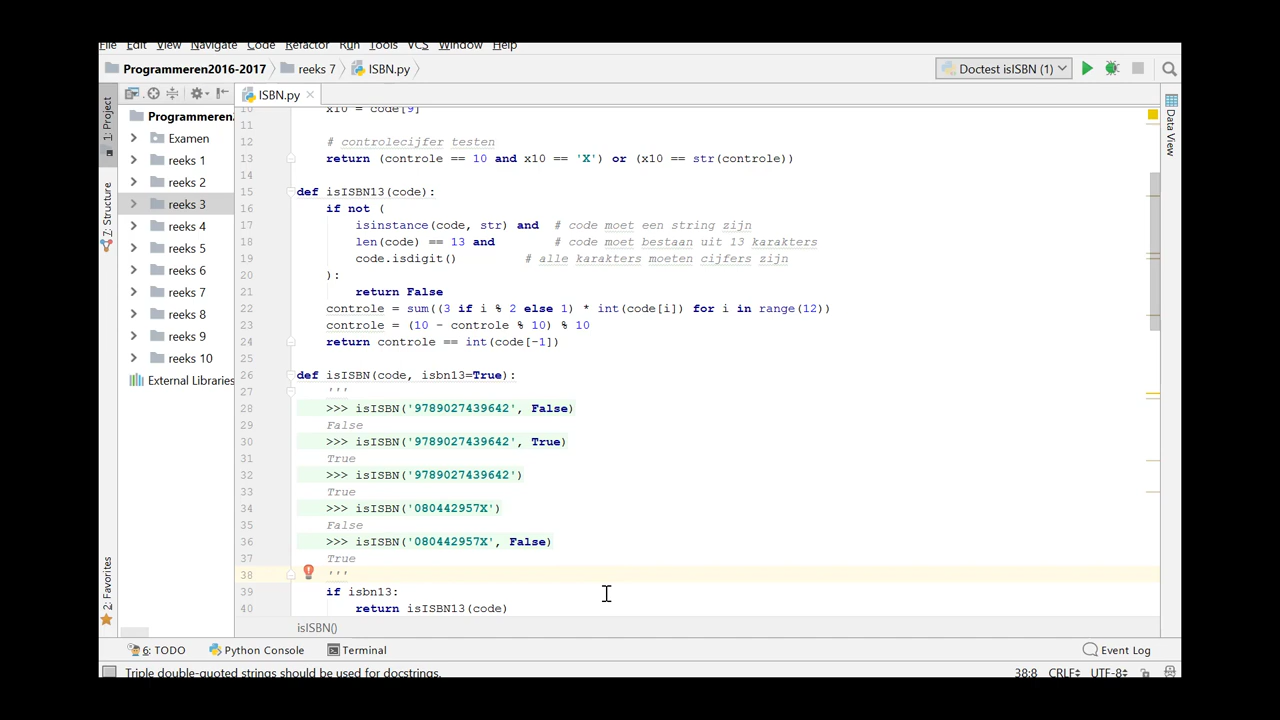 File Edit View Navigate Code Refactor Run Tools VCS Window Help
Programmeren2016-2017 reeks 7 ISBN.py Doctest isISBN (1)
1: Project
7: Structure
2: Favorites
Programmeren.
Examen
reeks 1
reeks 2
reeks 3
reeks 4
reeks 5
reeks 6
reeks 7
reeks 8
reeks 9
reeks 10
External Libraries
ISBN.py
10 x10 = code[9]
11
12 # controlecijfer testen
13 return (controle == 10 and x10 == 'X') or (x10 == str(controle))
14
15 def isISBN13(code):
16 if not (
17 isinstance(code, str) and # code moet een string zijn
18 len(code) == 13 and # code moet bestaan uit 13 karakters
19 code.isdigit() # alle karakters moeten cijfers zijn
20 ):
21 return False
22 controle = sum((3 if i % 2 else 1) * int(code[i]) for i in range(12))
23 controle = (10 - controle % 10) % 10
24 return controle == int(code[-1])
25
26 def isISBN(code, isbn13=True):
27 '''
28 >>> isISBN('9789027439642', False)
29 False
30 >>> isISBN('9789027439642', True)
31 True
32 >>> isISBN('9789027439642')
33 True
34 >>> isISBN('080442957X')
35 False
36 >>> isISBN('080442957X', False)
37 True
38 '''
39 if isbn13:
40 return isISBN13(code)
isISBN()
Data View
6: TODO Python Console Terminal Event Log
Triple double-quoted strings should be used for docstrings. 38:8 CRLF UTF-8